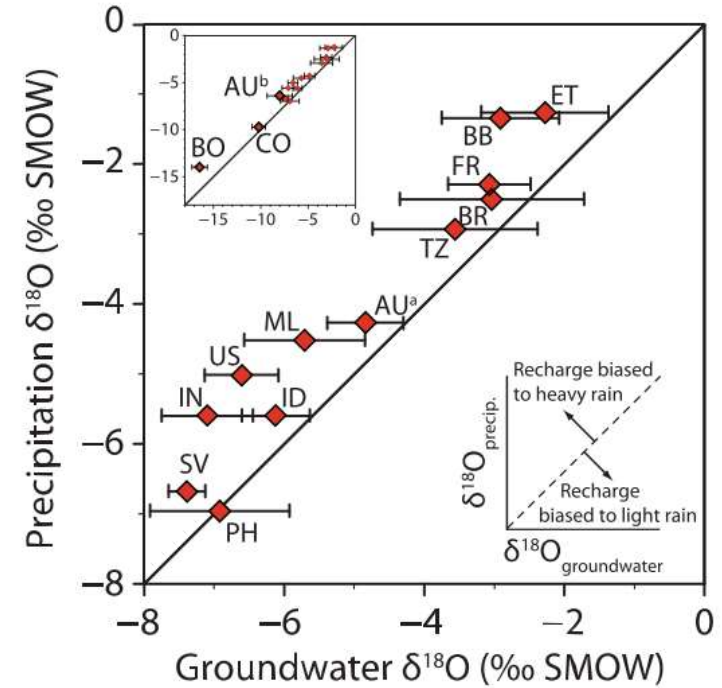 0
−2
−4
−6
−8
Precipitation δ¹⁸O (‰ SMOW)
−8
−6
−4
−2
0
Groundwater δ¹⁸O (‰ SMOW)
0
−5
−10
−15
−15
−10
−5
0
AUᵇ
CO
BO
ET
BB
FR
BR
TZ
AUᵃ
ML
US
IN
ID
SV
PH
Recharge biased
to heavy rain
Recharge
biased to light rain
δ¹⁸Oprecip.
δ¹⁸Ogroundwater